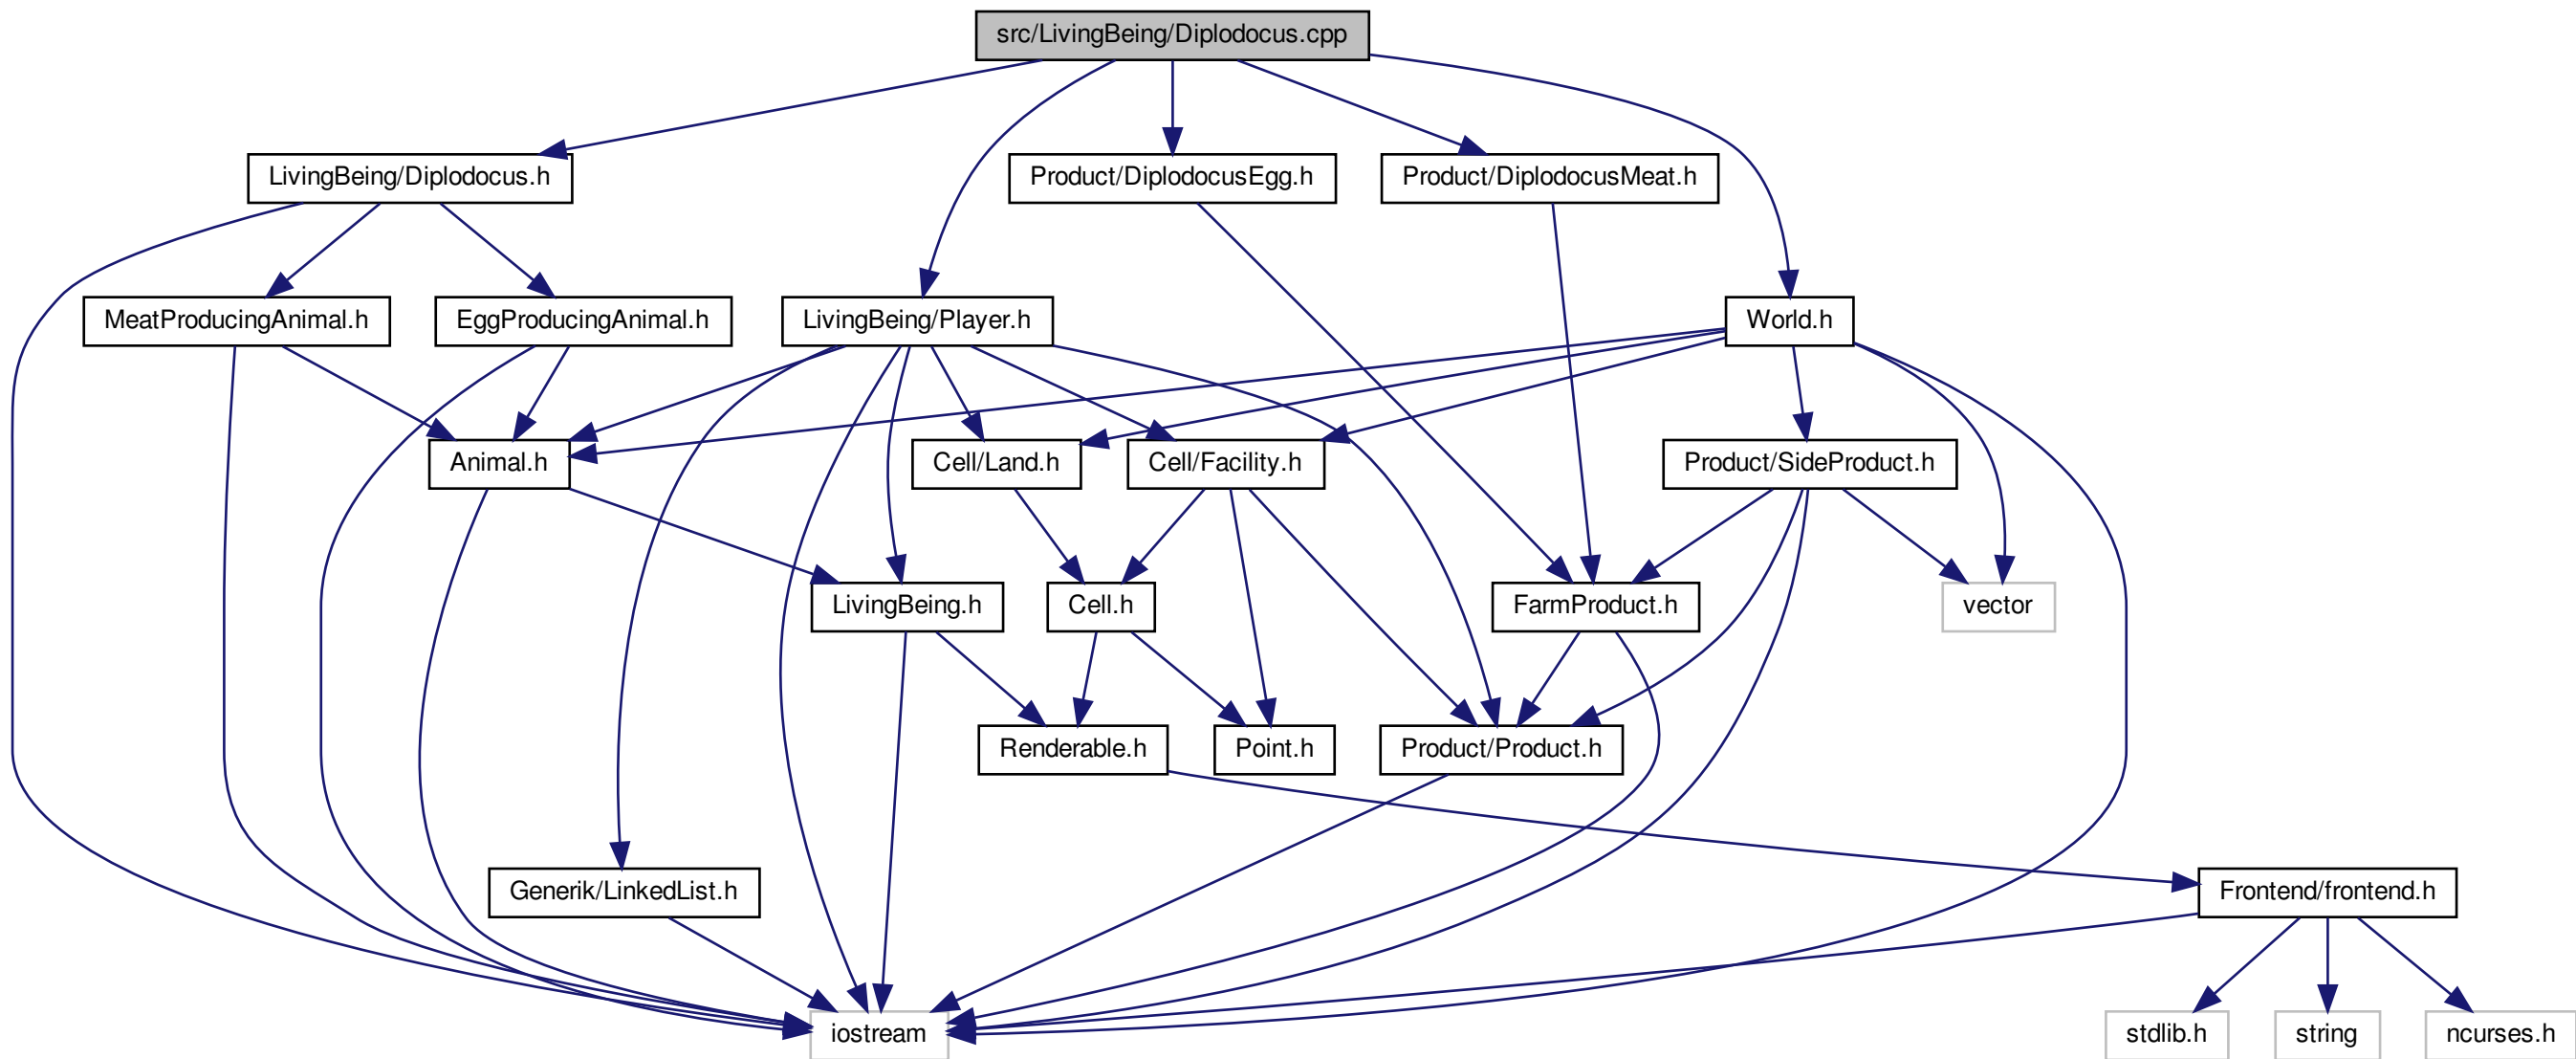 src/LivingBeing/Diplodocus.cpp
LivingBeing/Diplodocus.h
Product/DiplodocusEgg.h
Product/DiplodocusMeat.h
MeatProducingAnimal.h
EggProducingAnimal.h
LivingBeing/Player.h
World.h
Animal.h
Cell/Land.h
Cell/Facility.h
Product/SideProduct.h
LivingBeing.h
Cell.h
FarmProduct.h
vector
Renderable.h
Point.h
Product/Product.h
Generik/LinkedList.h
Frontend/frontend.h
iostream
stdlib.h
string
ncurses.h